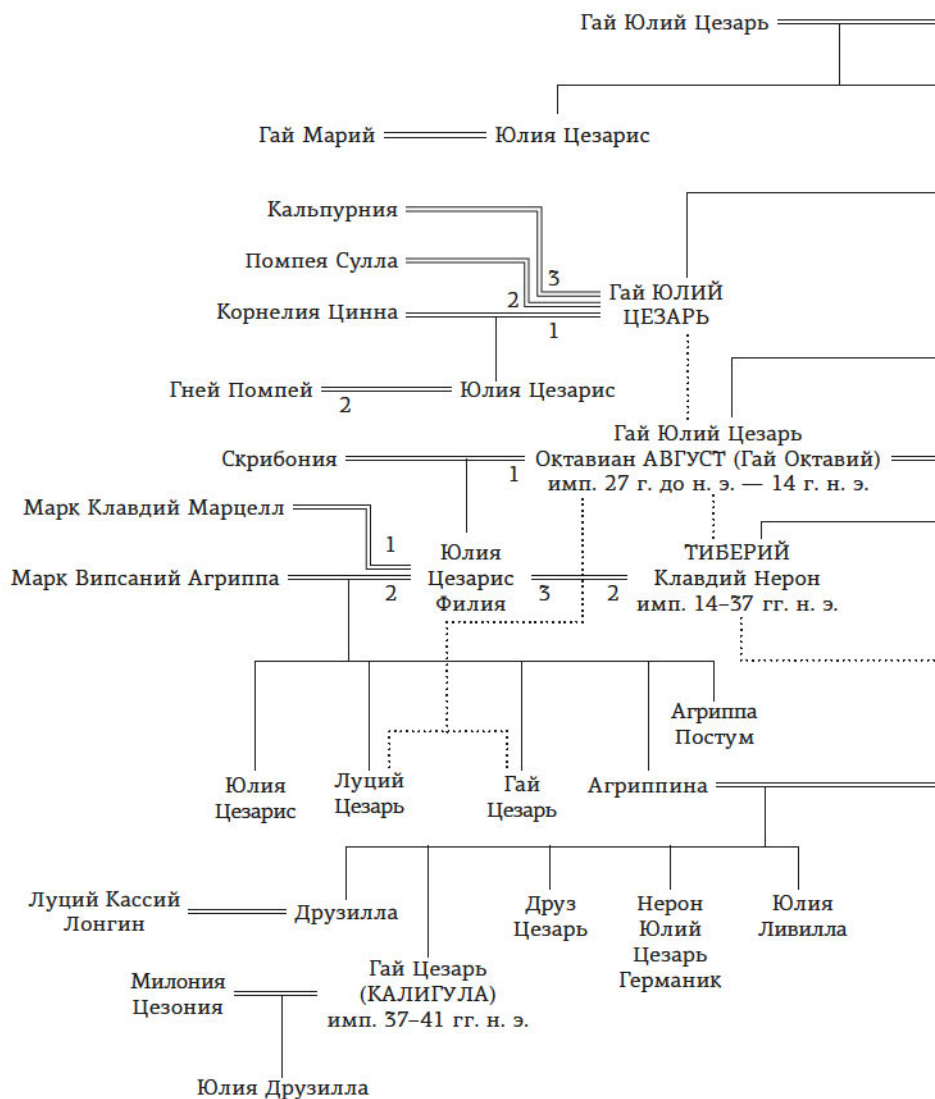 Гай Юлий Цезарь
Гай Марий
Юлия Цезарис
Кальпурния
Помпея Сулла
3
2
Гай ЮЛИЙ
ЦЕЗАРЬ
Корнелия Цинна
1
Гней Помпей
2
Юлия Цезарис
Гай Юлий Цезарь
Скрибония
1
Октавиан АВГУСТ (Гай Октавий)
имп. 27 г. до н. э. — 14 г. н. э.
Марк Клавдий Марцелл
1
Юлия
Цезарис
Филия
ТИБЕРИЙ
Клавдий Нерон
имп. 14–37 гг. н. э.
Марк Випсаний Агриппа
2
3
2
Агриппа
Постум
Юлия
Цезарис
Луций
Цезарь
Гай
Цезарь
Агриппина
Луций Кассий
Лонгин
Друзилла
Друз
Цезарь
Нерон
Юлий
Цезарь
Германик
Юлия
Ливилла
Милония
Цезония
Гай Цезарь
(КАЛИГУЛА)
имп. 37–41 гг. н. э.
Юлия Друзилла